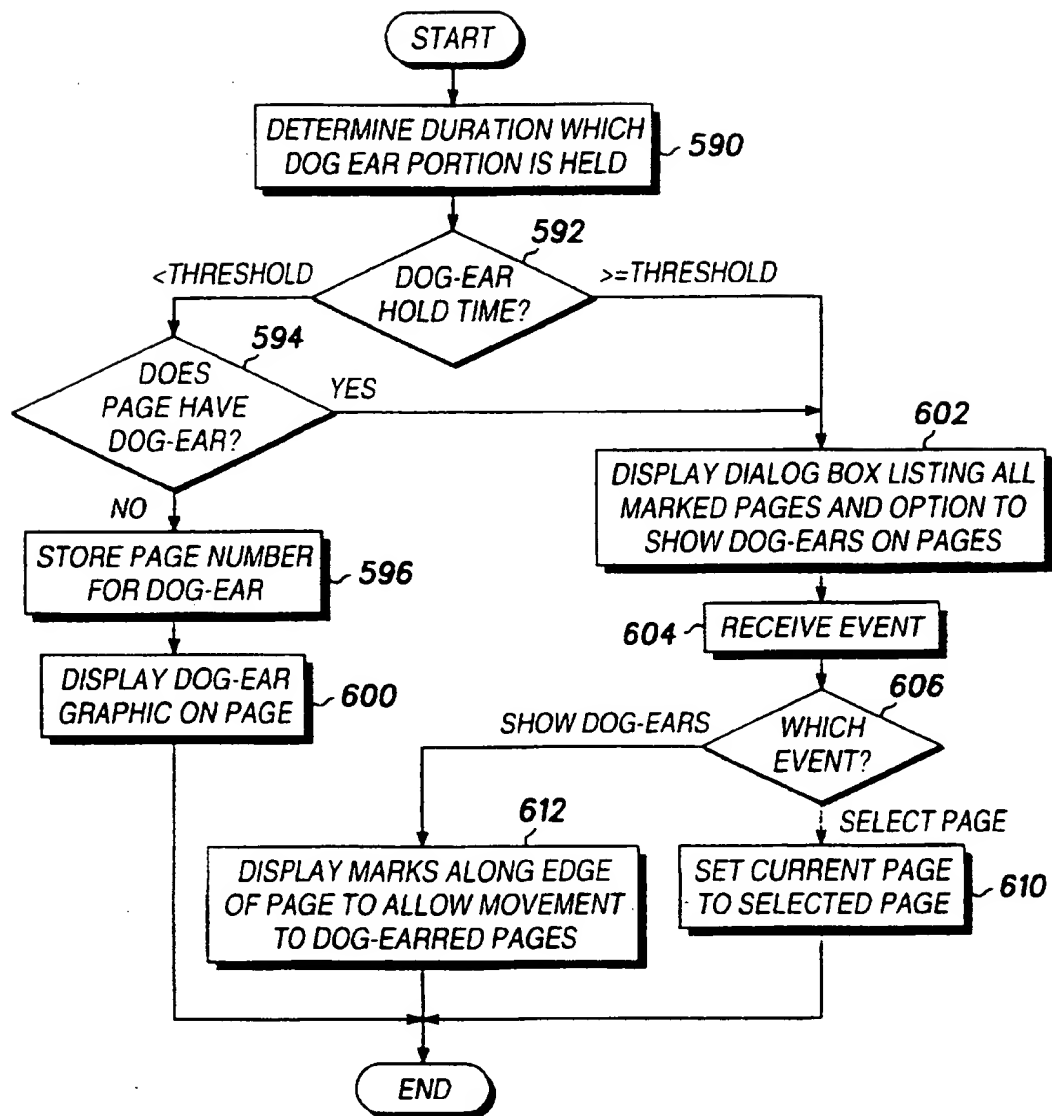 START
DETERMINE DURATION WHICH
DOG EAR PORTION IS HELD
590
592
<THRESHOLD
DOG-EAR
HOLD TIME?
>=THRESHOLD
594
DOES
PAGE HAVE
DOG-EAR?
YES
NO
STORE PAGE NUMBER
FOR DOG-EAR
596
DISPLAY DOG-EAR
GRAPHIC ON PAGE
600
602
DISPLAY DIALOG BOX LISTING ALL
MARKED PAGES AND OPTION TO
SHOW DOG-EARS ON PAGES
604
RECEIVE EVENT
606
SHOW DOG-EARS
WHICH
EVENT?
SELECT PAGE
612
DISPLAY MARKS ALONG EDGE
OF PAGE TO ALLOW MOVEMENT
TO DOG-EARRED PAGES
SET CURRENT PAGE
TO SELECTED PAGE
610
END